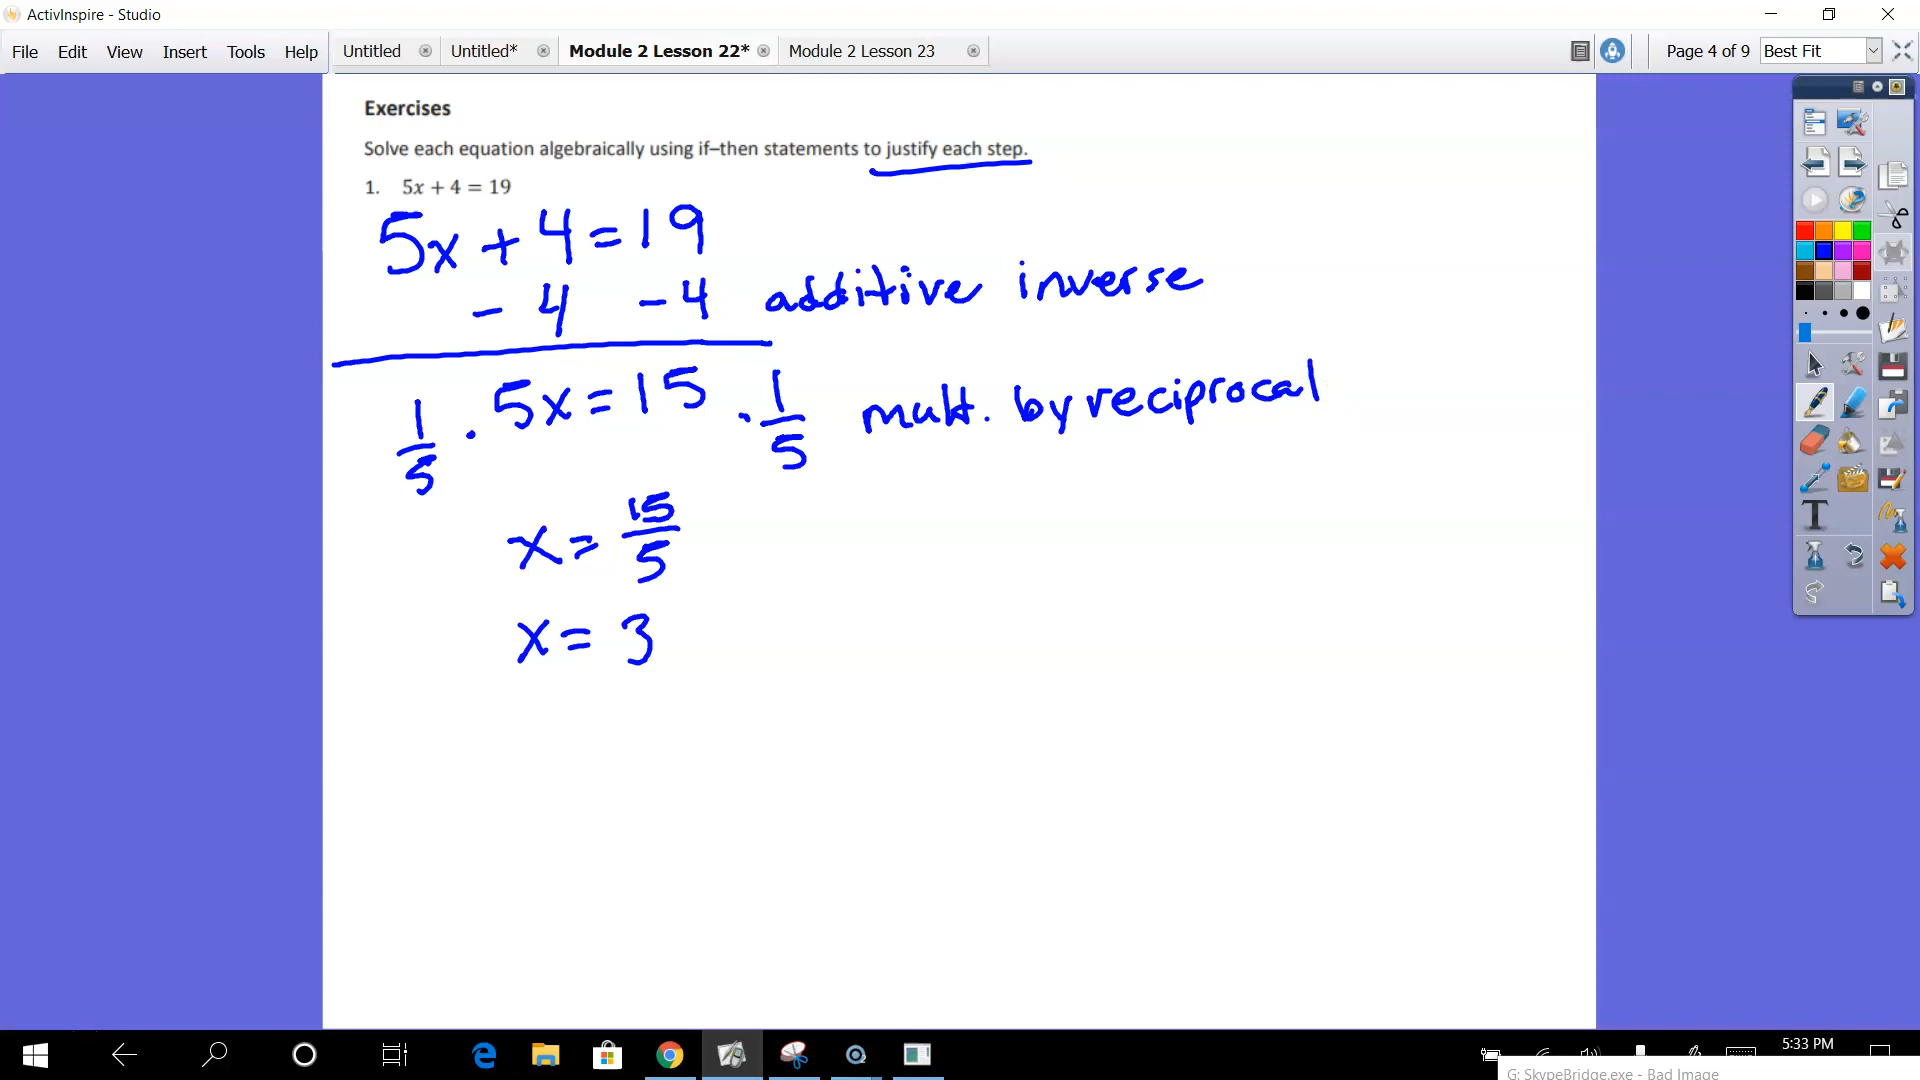 ActivInspire - Studio
File Edit View Insert Tools Help Untitled Untitled* Module 2 Lesson 22* Module 2 Lesson 23 Page 4 of 9 Best Fit
Exercises
Solve each equation algebraically using if–then statements to justify each step.
1. 5x + 4 = 19
5x + 4 = 19
- 4 - 4 additive inverse
1/5 · 5x = 15 · 1/5 mult. by reciprocal
x = 15/5
x = 3
5:33 PM
G: SkypeBridge.exe - Bad Image